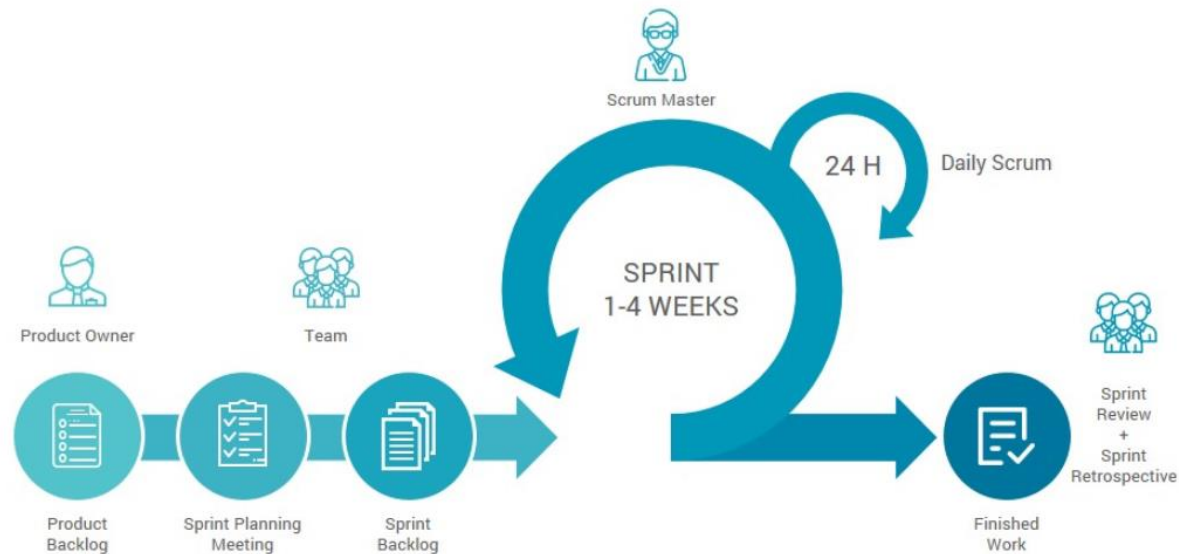 Scrum Master
24 H
Daily Scrum
SPRINT
1-4 WEEKS
Product Owner
Team
Product
Backlog
Sprint Planning
Meeting
Sprint
Backlog
Finished
Work
Sprint
Review
+
Sprint
Retrospective